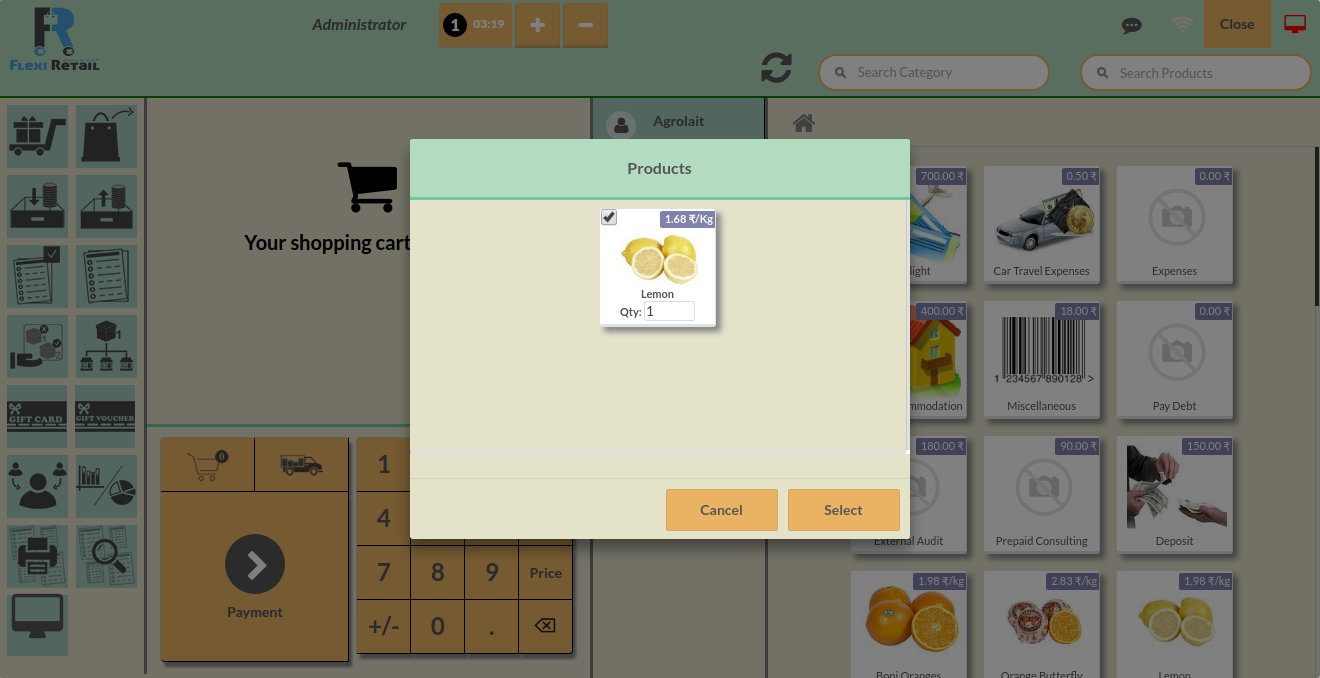 FLEXI RETAIL
Administrator
1 03:19
+
−
Close
Search Category
Search Products
Agrolait
Your shopping cart
GIFT CARD
GIFT VOUCHER
0
Payment
1
4
7
8
9
Price
+/-
0
.
Products
1.68 ₹/Kg
Lemon
Qty: 1
Cancel
Select
700.00 ₹
light
0.50 ₹
Car Travel Expenses
0.00 ₹
Expenses
400.00 ₹
mmodation
18.00 ₹
1 234567 890128 >
Miscellaneous
0.00 ₹
Pay Debt
180.00 ₹
External Audit
90.00 ₹
Prepaid Consulting
150.00 ₹
Deposit
1.98 ₹/kg
Boni Oranges
2.83 ₹/kg
Orange Butterfly
1.98 ₹/kg
Lemon